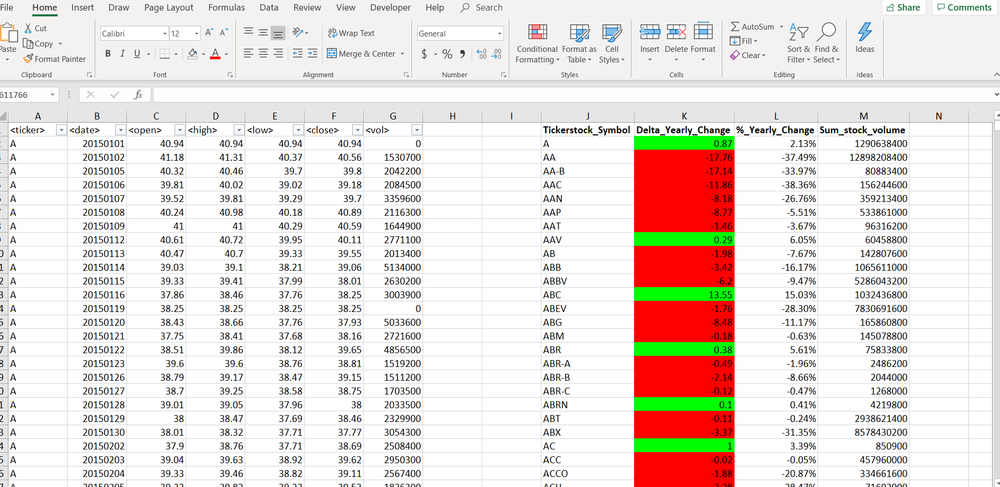 File Home Insert Draw Page Layout Formulas Data Review View Developer Help Search Share Comments
Cut Calibri 12 A A ab Wrap Text General AutoSum
Paste Copy Conditional Format as Cell Insert Delete Format Fill Sort & Find & Ideas
Format Painter B I U A Merge & Center $ % Formatting Table Styles Clear Filter Select
Clipboard Font Alignment Number Styles Cells Editing Ideas
611766 fx
A B C D E F G H I J K L M N
<ticker> <date> <open> <high> <low> <close> <vol> Tickerstock_Symbol Delta_Yearly_Change %_Yearly_Change Sum_stock_volume
A 20150101 40.94 40.94 40.94 40.94 0 A 0.87 2.13% 1290638400
A 20150102 41.18 41.31 40.37 40.56 1530700 AA -17.76 -37.49% 12898208400
A 20150105 40.32 40.46 39.7 39.8 2042200 AA-B -17.14 -33.97% 80883400
A 20150106 39.81 40.02 39.02 39.18 2084500 AAC -11.86 -38.36% 156244600
A 20150107 39.52 39.81 39.29 39.7 3359600 AAN -8.18 -26.76% 359213400
A 20150108 40.24 40.98 40.18 40.89 2116300 AAP -8.77 -5.51% 533861000
A 20150109 41 41 40.29 40.59 1644900 AAT -1.46 -3.67% 96316200
A 20150112 40.61 40.72 39.95 40.11 2771100 AAV 0.29 6.05% 60458800
A 20150113 40.47 40.7 39.33 39.55 2013400 AB -1.98 -7.67% 142807600
A 20150114 39.03 39.1 38.21 39.06 5134000 ABB -3.42 -16.17% 1065611000
A 20150115 39.33 39.41 37.99 38.01 2630200 ABBV -6.2 -9.47% 5286043200
A 20150116 37.86 38.46 37.76 38.25 3003900 ABC 13.55 15.03% 1032436800
A 20150119 38.25 38.25 38.25 38.25 0 ABEV -1.76 -28.30% 7830691600
A 20150120 38.43 38.66 37.76 37.93 5033600 ABG -8.48 -11.17% 165860800
A 20150121 37.75 38.41 37.68 38.16 2721600 ABM -0.18 -0.63% 145078800
A 20150122 38.51 39.86 38.12 39.65 4856500 ABR 0.38 5.61% 75833800
A 20150123 39.6 39.6 38.76 38.81 1519200 ABR-A -0.49 -1.96% 2486200
A 20150126 38.79 39.17 38.47 39.15 1511200 ABR-B -2.14 -8.66% 2044000
A 20150127 38.7 39.25 38.58 38.75 1703500 ABR-C -0.12 -0.47% 1268000
A 20150128 39.01 39.05 37.96 38 2033500 ABRN 0.1 0.41% 4219800
A 20150129 38 38.47 37.69 38.46 2329900 ABT -0.11 -0.24% 2938621400
A 20150130 38.01 38.32 37.71 37.77 3054300 ABX -3.37 -31.35% 8578430200
A 20150202 37.9 38.76 37.71 38.69 2508400 AC 1 3.39% 850900
A 20150203 39.04 39.63 38.92 39.62 2950300 ACC -0.02 -0.05% 457960000
A 20150204 39.33 39.46 38.82 39.11 2567400 ACCO -1.88 -20.87% 334661600